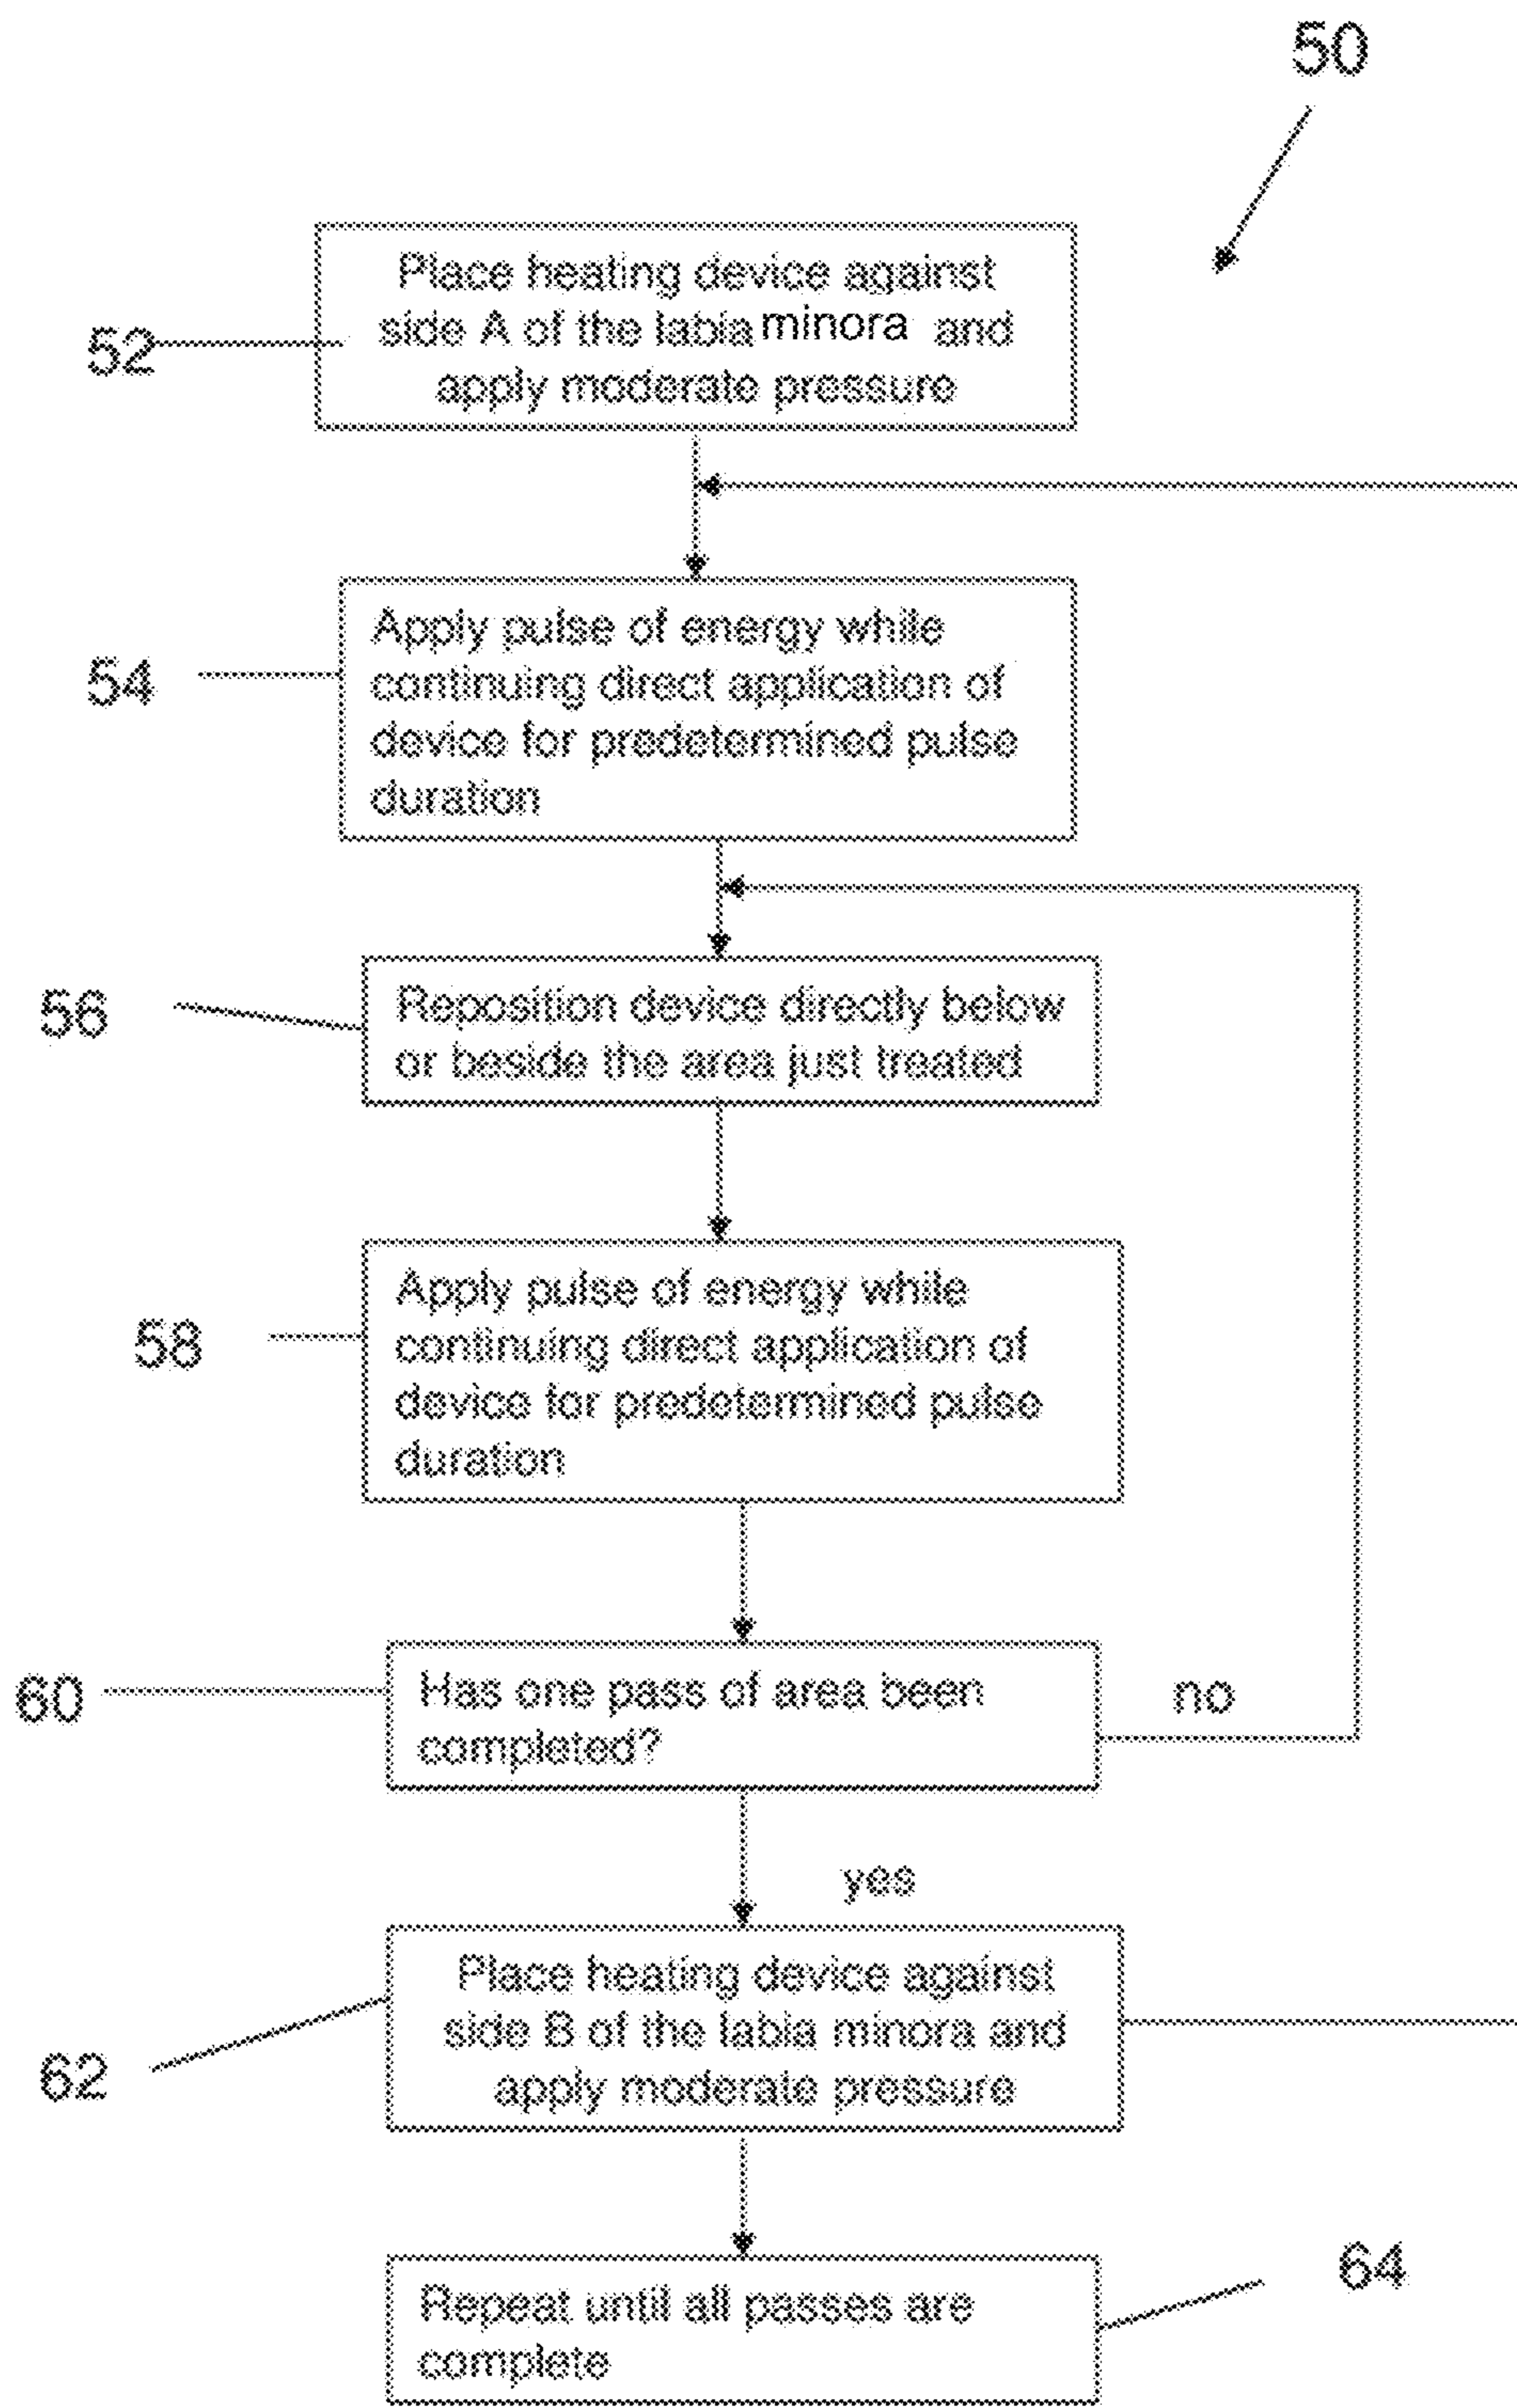 50
Place heating device against
side A of the labia minora and
apply moderate pressure
52
Apply pulse of energy while
continuing direct application of
device for predetermined pulse
duration
54
Reposition device directly below
or beside the area just treated
56
Apply pulse of energy while
continuing direct application of
device for predetermined pulse
duration
58
Has one pass of area been
completed?
60
no
yes
Place heating device against
side B of the labia minora and
apply moderate pressure
62
Repeat until all passes are
complete
64